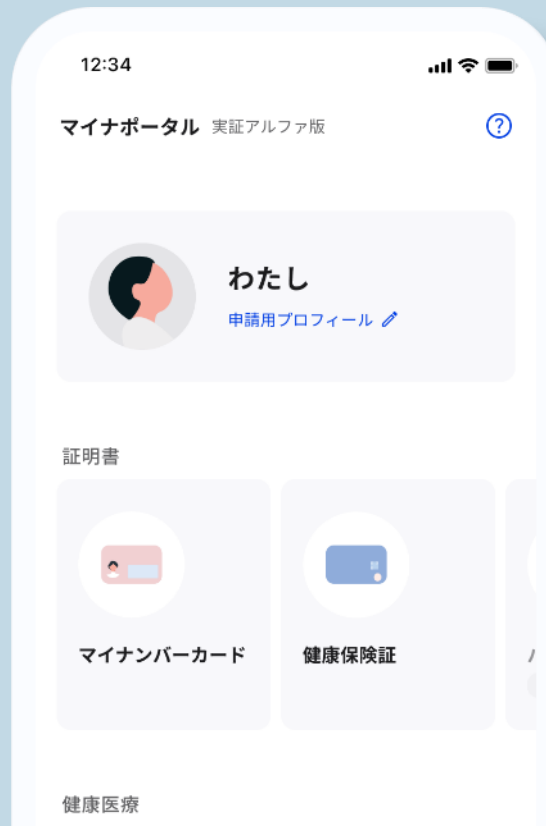 12:34
マイナポータル 実証アルファ版
わたし
申請用プロフィール
証明書
マイナンバーカード
健康保険証
健康医療